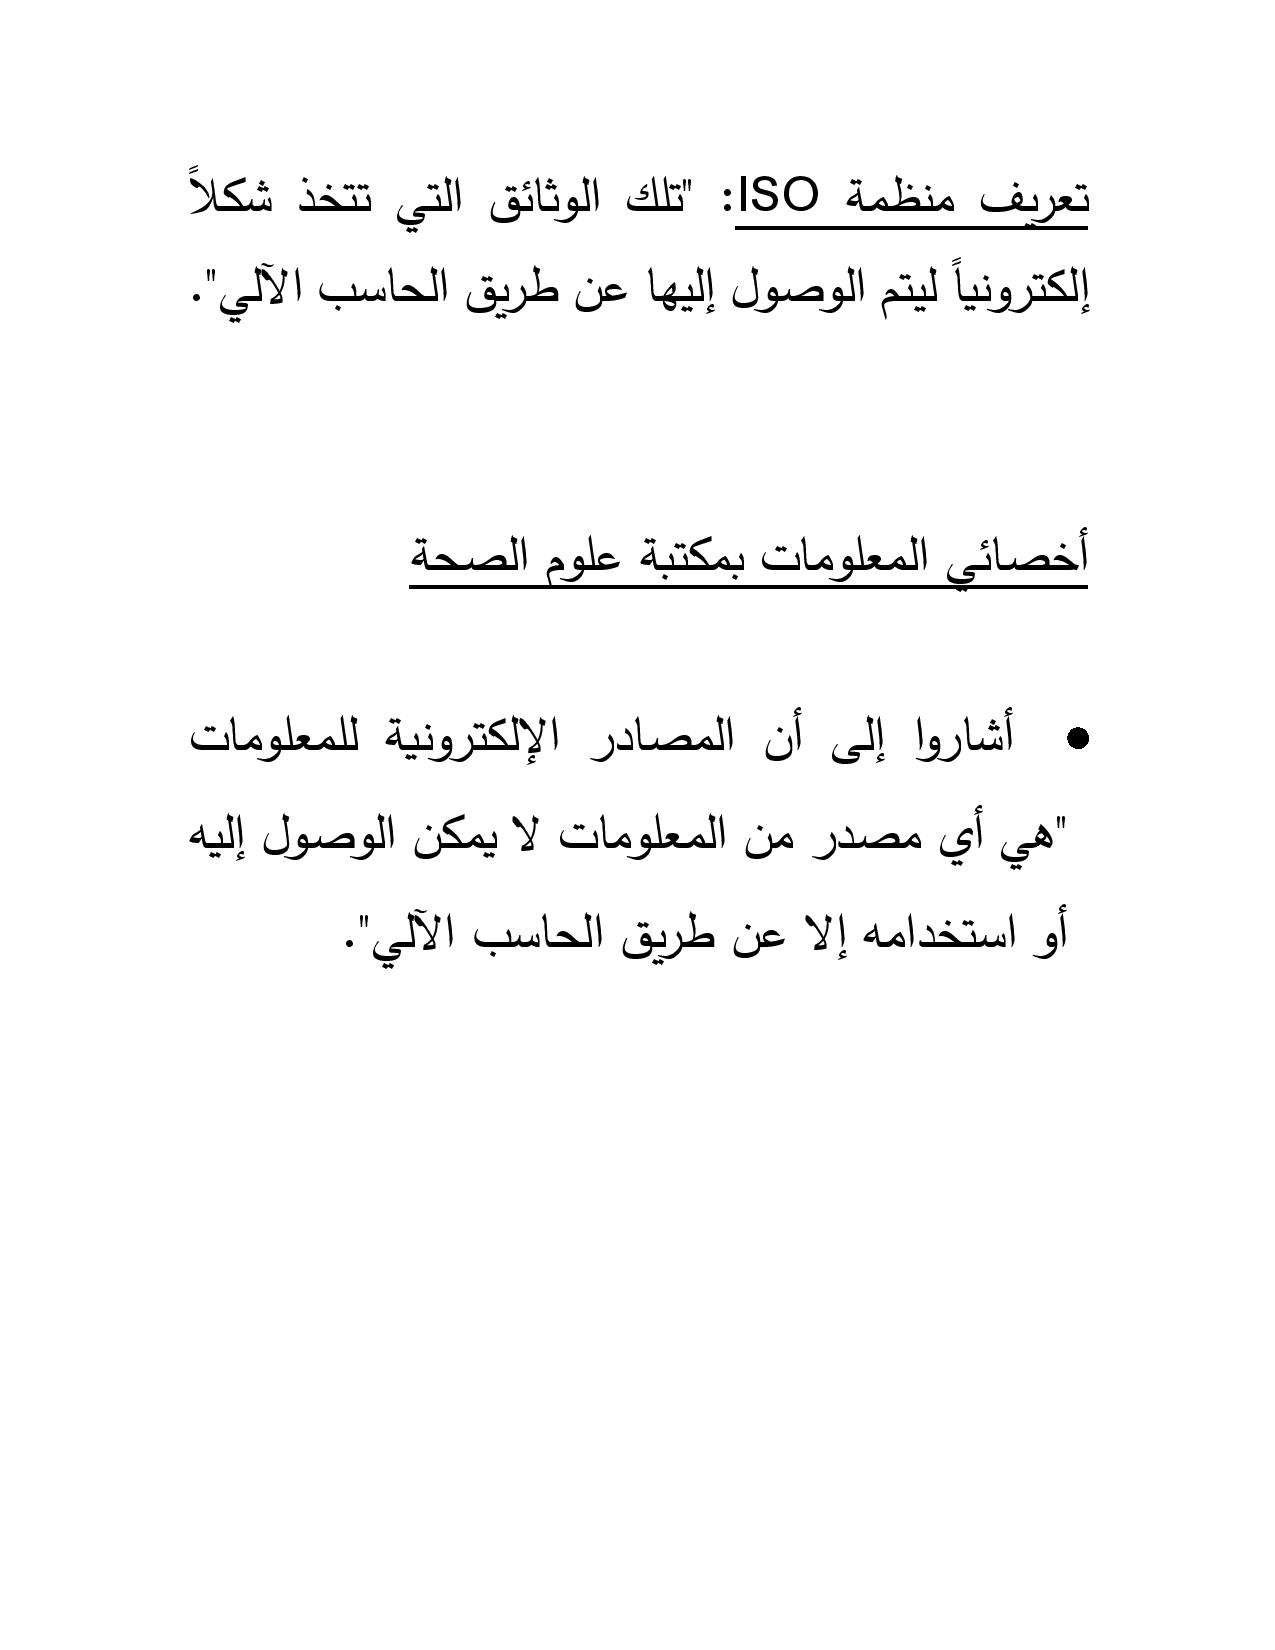 تعريف منظمة ISO: "تلك الوثائق التي تتخذ شكلاً
إلكترونياً ليتم الوصول إليها عن طريق الحاسب الآلي".
أخصائي المعلومات بمكتبة علوم الصحة
● أشاروا إلى أن المصادر الإلكترونية للمعلومات
"هي أي مصدر من المعلومات لا يمكن الوصول إليه
أو استخدامه إلا عن طريق الحاسب الآلي".